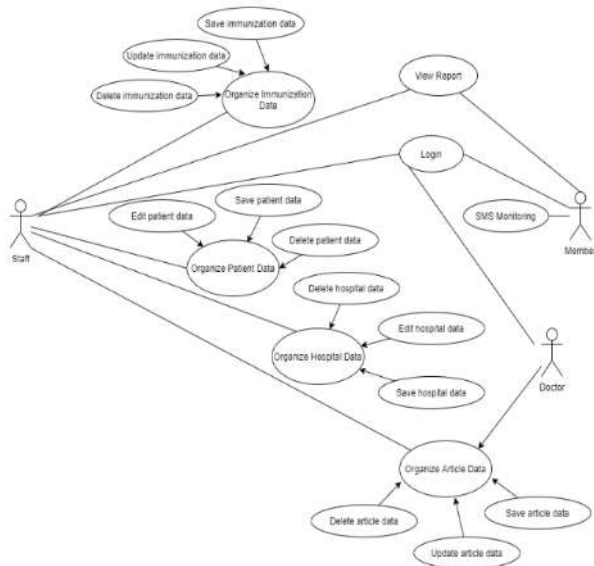 Save immunization data
Update immunization data
View Report
Delete immunization data
Organize Immunization
Data
Login
Save patient data
Edit patient data
SMS Monitoring
Delete patient data
Staff
Member
Organize Patient Data
Delete hospital data
Edit hospital data
Organize Hospital Data
Save hospital data
Doctor
Organize Article Data
Save article data
Delete article data
Update article data